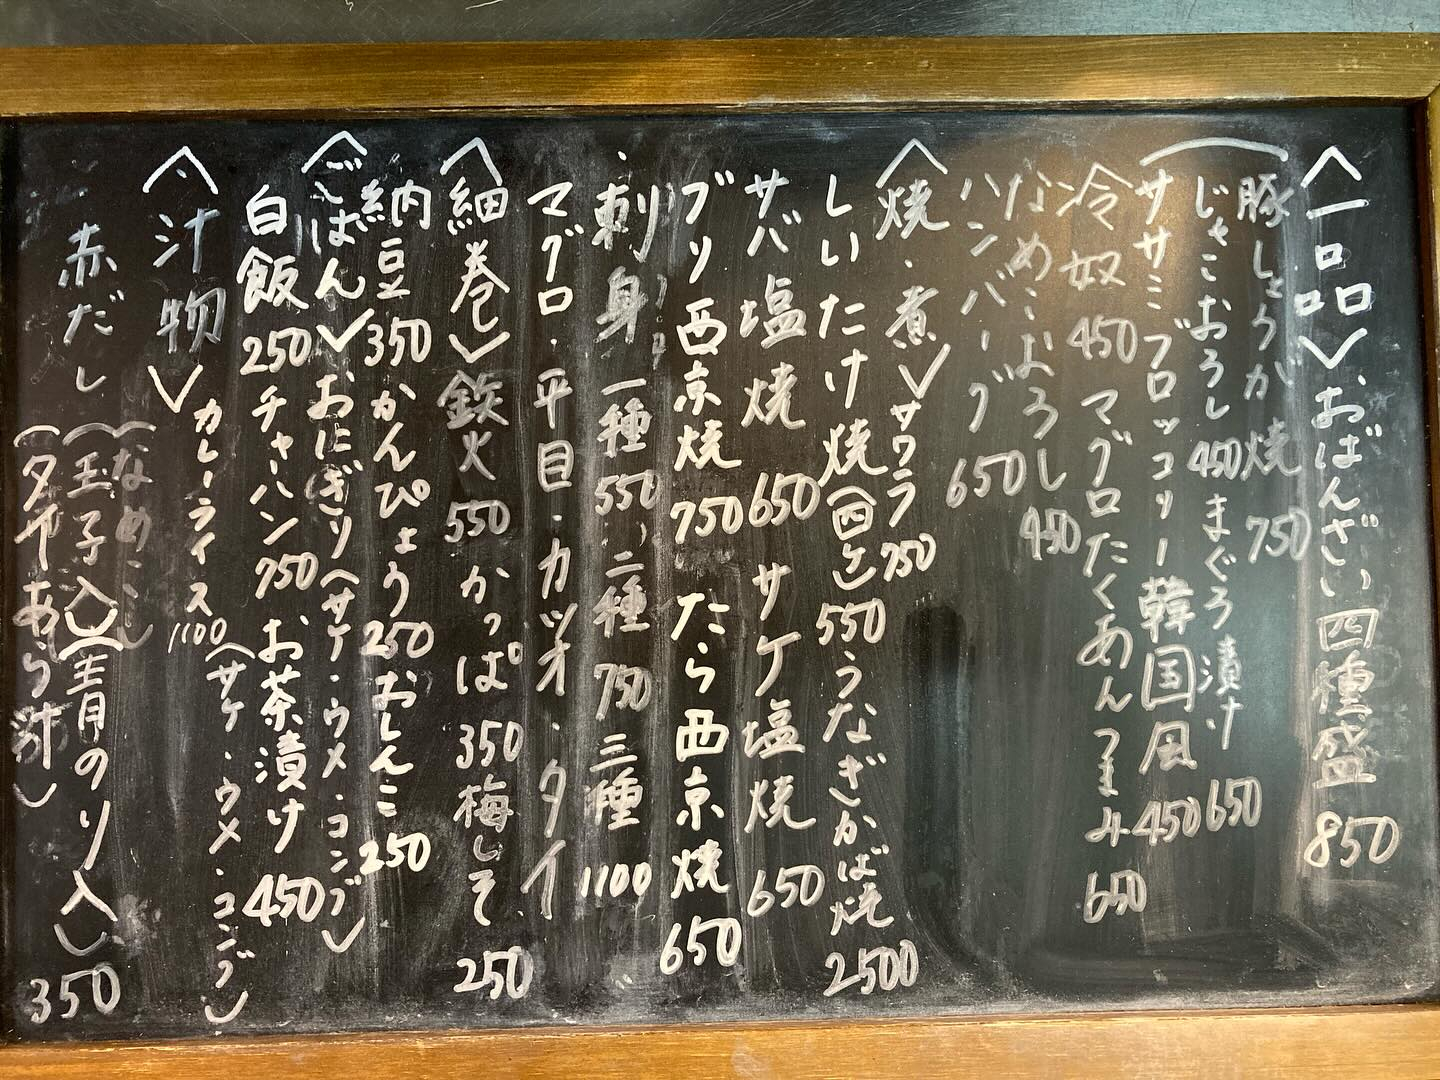 〈一品〉おばんざい四種盛 850
豚しょうが焼 750
じゃこおろし 450 まぐろ漬け 650
ササミブロッコリー韓国風 450
冷奴 450 マグロたくあんつまみ 650
なめこおろし 450
ハンバーグ 650
〈焼・煮〉サワラ 750
しいたけ焼(四ケ) 550 うなぎかば焼 2500
サバ塩焼 650 サケ塩焼 650
ブリ西京焼 750 たら西京焼 650
刺身 一種 550 二種 750 三種 1100
マグロ・平目・カツオ・タイ
〈細巻〉鉄火 550 かっぱ 350 梅しそ 250
納豆 350 かんぴょう 250 おしんこ 250
〈ごはん〉おにぎり(サケ・ウメ・コンブ)
白飯 250 チャーハン 750 お茶漬け 450
(サケ・ウメ・コンブ)
カレーライス 1100
〈汁物〉
赤だし
(なめこ)
(玉子入)(青のり入)
(タイあら汁) 350